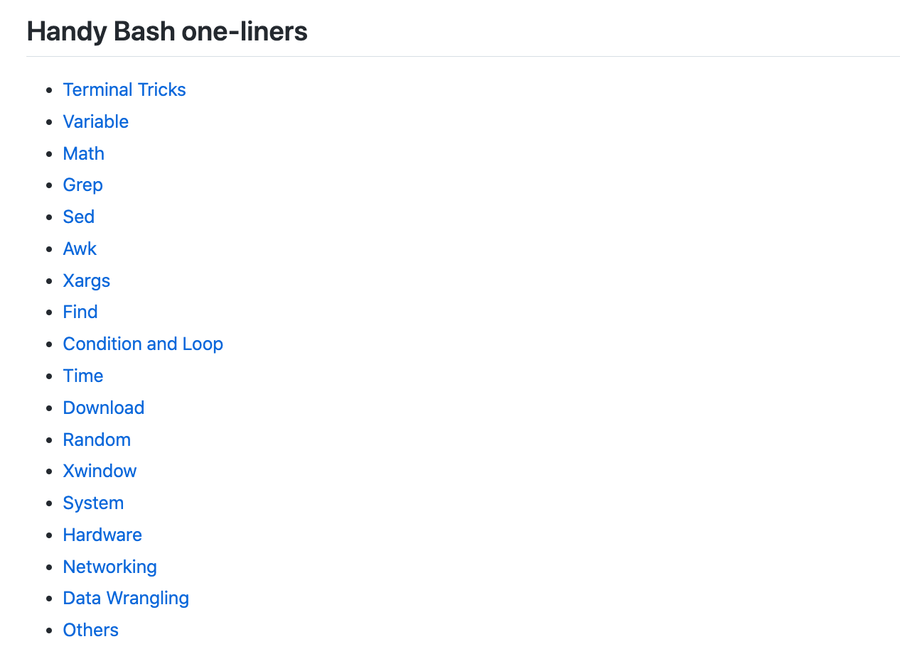 Handy Bash one-liners
Terminal Tricks
Variable
Math
Grep
Sed
Awk
Xargs
Find
Condition and Loop
Time
Download
Random
Xwindow
System
Hardware
Networking
Data Wrangling
Others